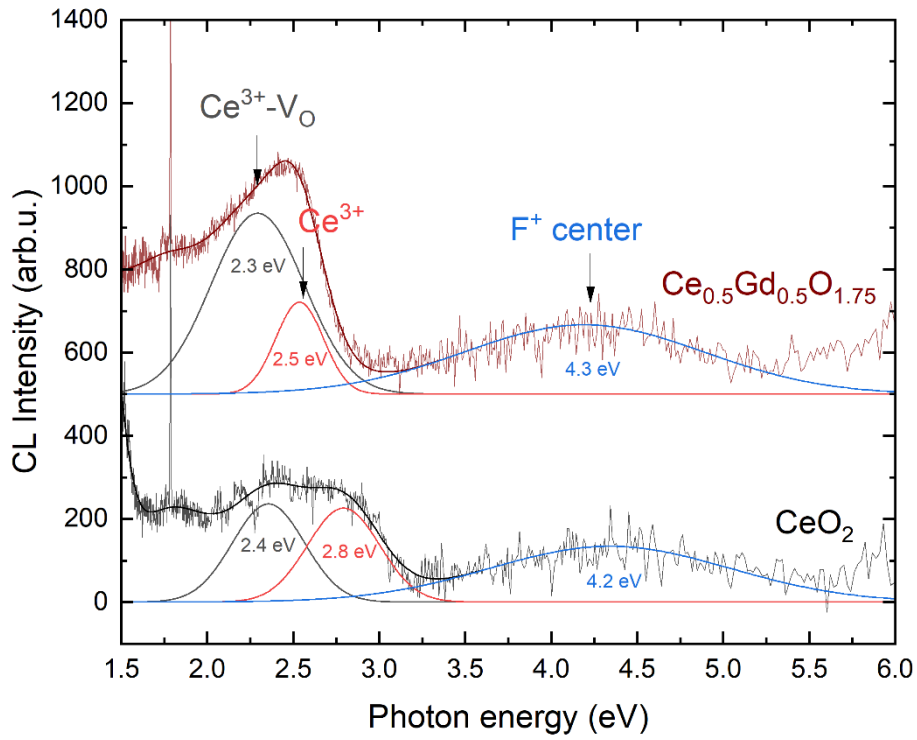 1400
1200
1000
800
600
400
200
0
CL Intensity (arb.u.)
Ce³⁺-V_O
Ce³⁺
F⁺ center
Ce₀.₅Gd₀.₅O₁.₇₅
2.3 eV
2.5 eV
4.3 eV
CeO₂
2.4 eV
2.8 eV
4.2 eV
1.5 2.0 2.5 3.0 3.5 4.0 4.5 5.0 5.5 6.0
Photon energy (eV)